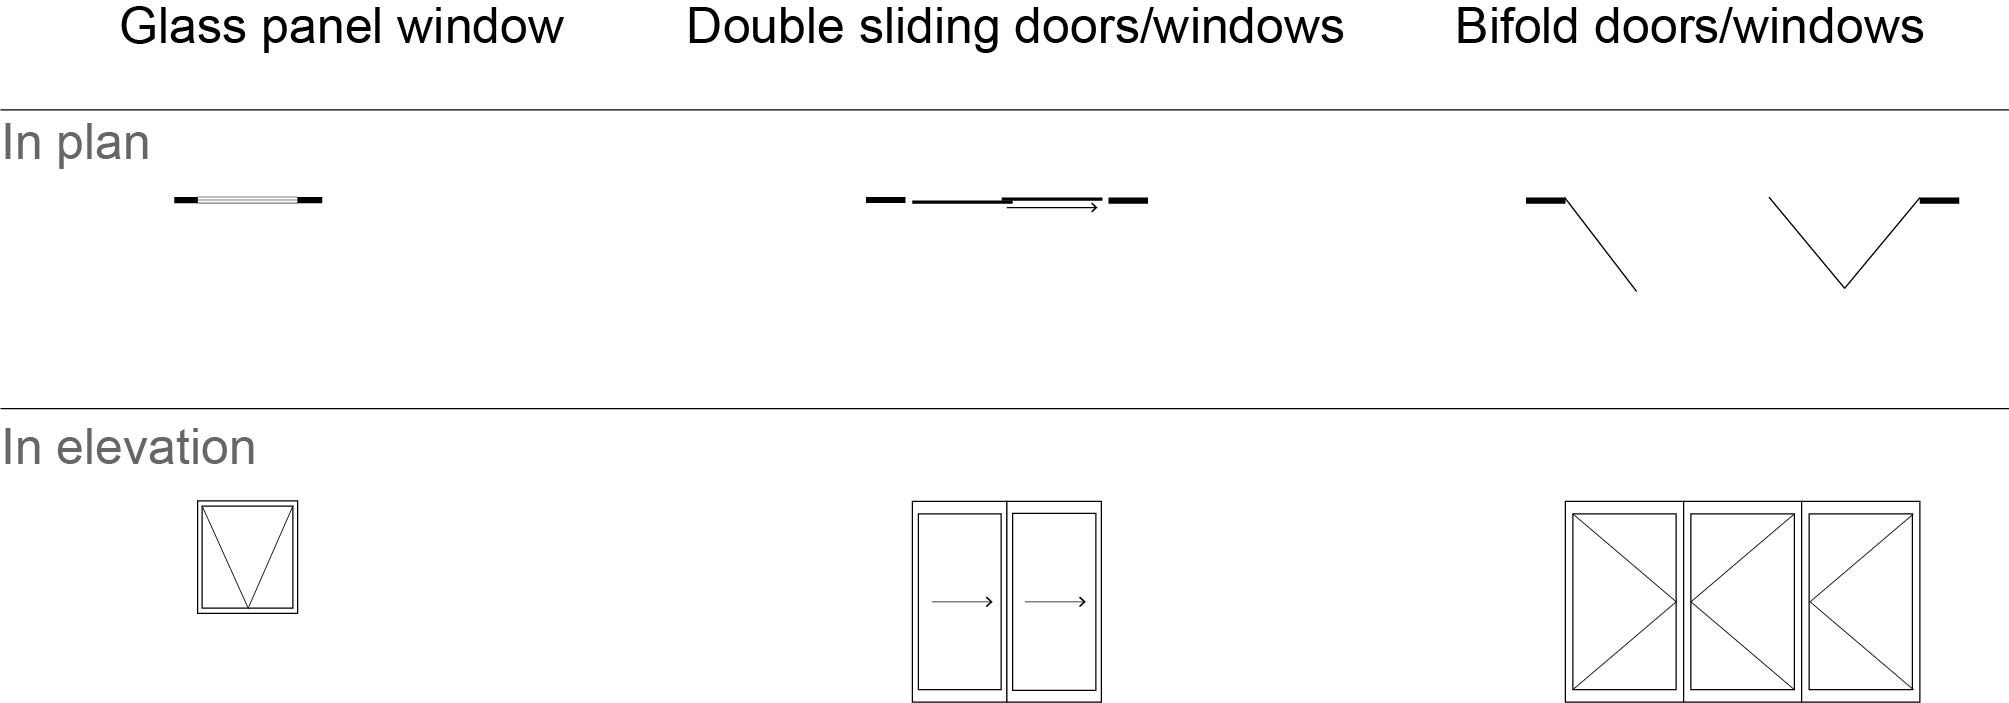 Glass panel window
Double sliding doors/windows
Bifold doors/windows
In plan
In elevation